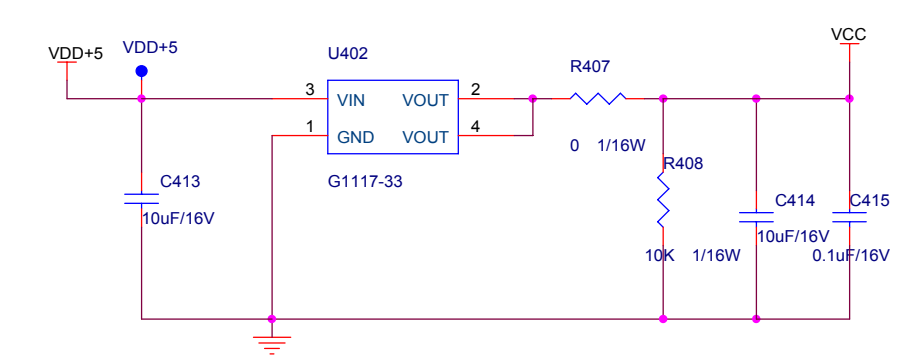 VDD+5
VDD+5
U402
VCC
R407
3
VIN
VOUT
2
1
GND
VOUT
4
0 1/16W
R408
C413
G1117-33
10uF/16V
C414
C415
10uF/16V
10K 1/16W
0.1uF/16V